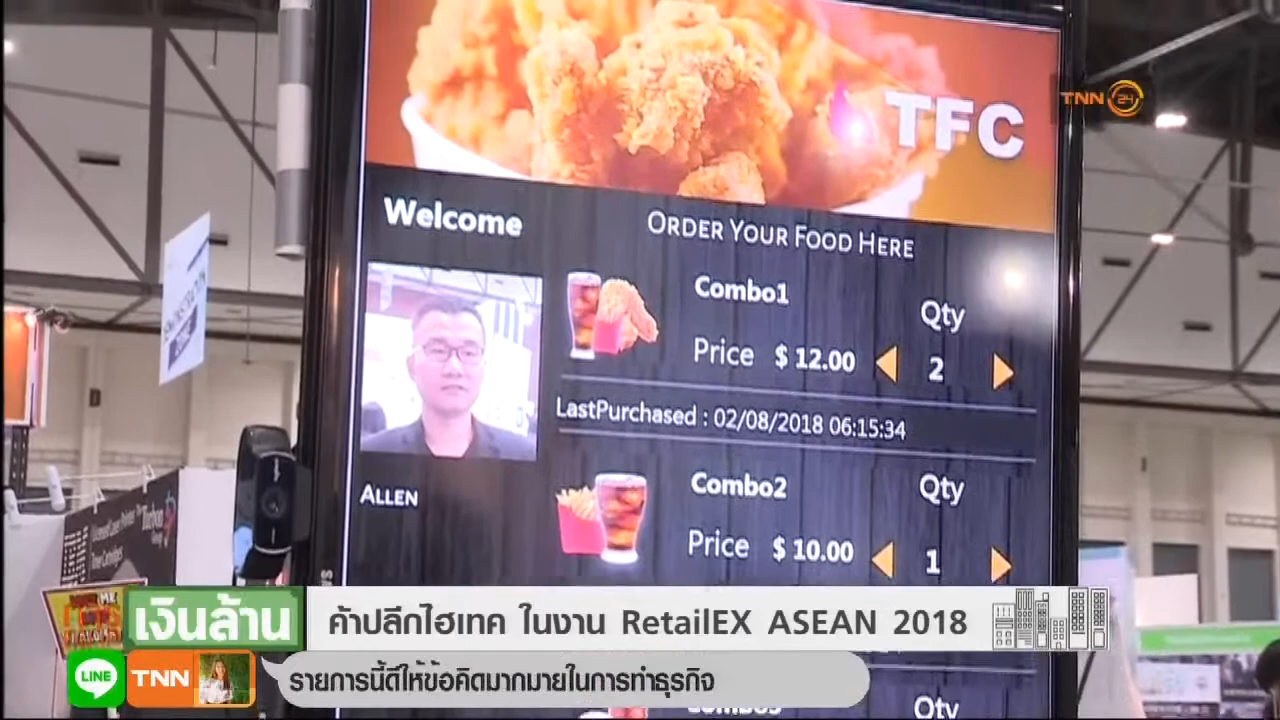 TFC
TNN 24
Welcome
ORDER YOUR FOOD HERE
Combo1
Qty
Price $ 12.00
2
LastPurchased : 02/08/2018 06:15:34
ALLEN
Combo2
Qty
Price $ 10.00
1
เงินล้าน
ค้าปลีกไฮเทค ในงาน RetailEX ASEAN 2018
LINE
TNN
รายการนี้ดีให้ข้อคิดมากมายในการทำธุรกิจ
Combo3
Qty